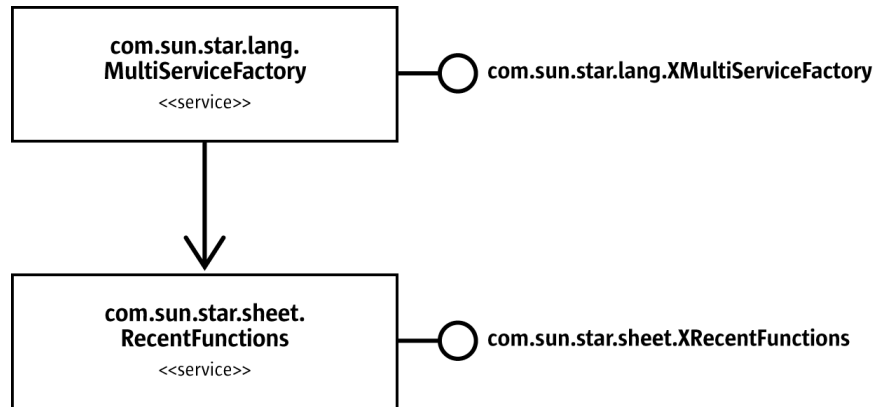 com.sun.star.lang.
MultiServiceFactory
<<service>>
com.sun.star.lang.XMultiServiceFactory
com.sun.star.sheet.
RecentFunctions
<<service>>
com.sun.star.sheet.XRecentFunctions